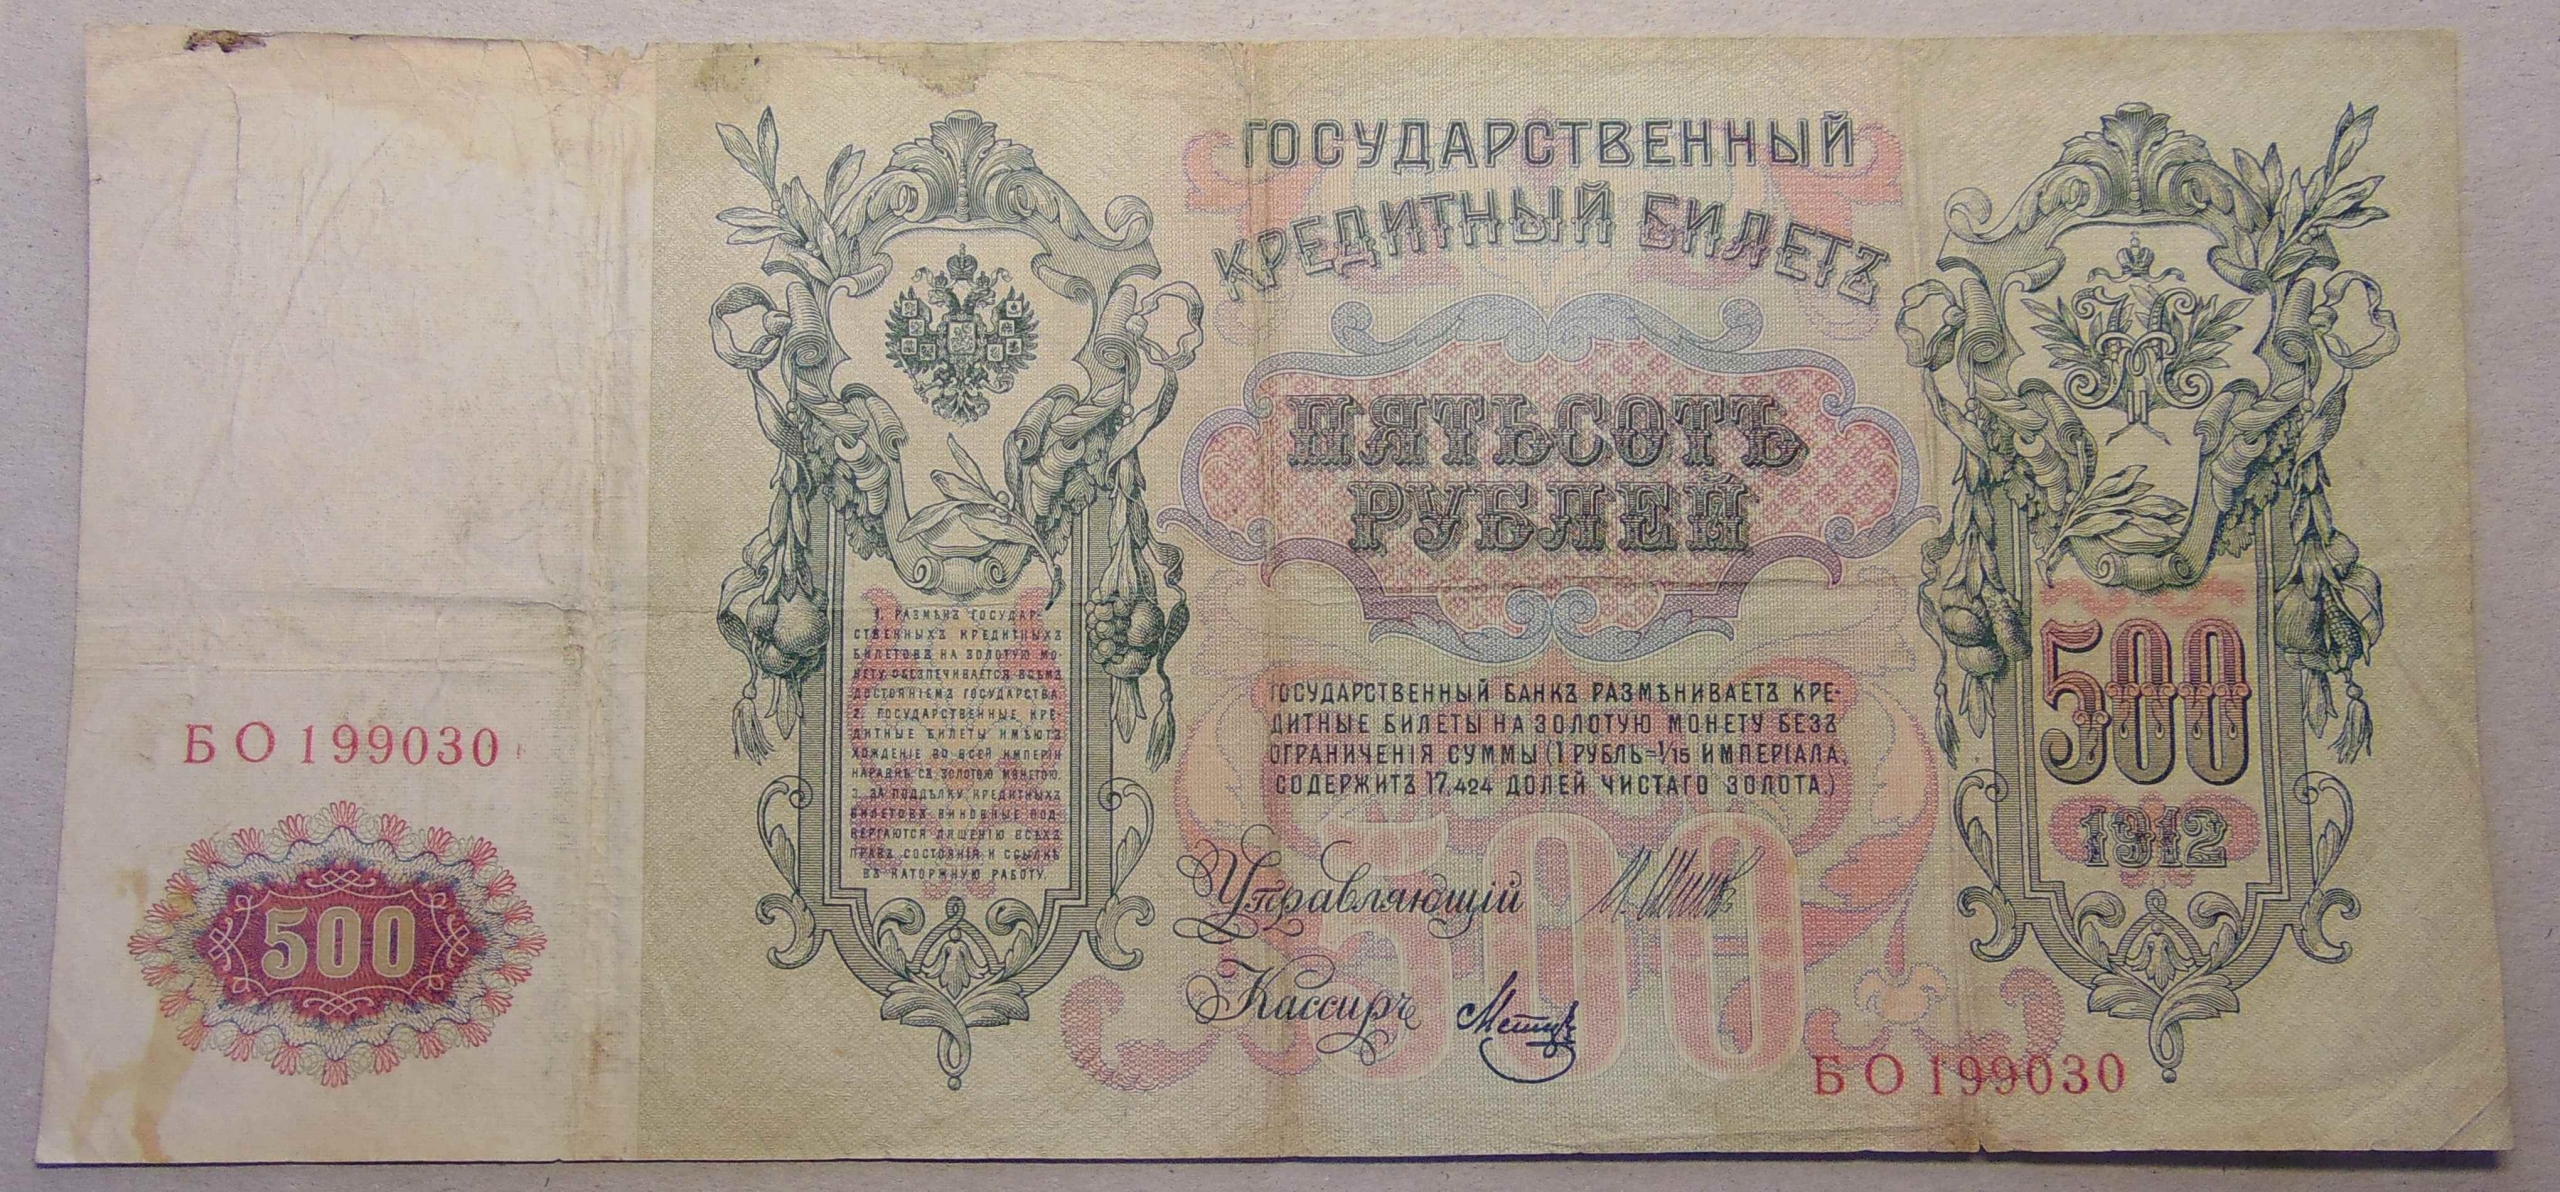 ГОСУДАРСТВЕННЫЙ
КРЕДИТНЫЙ БИЛЕТЪ
ПЯТЬСОТЪ
РУБЛЕЙ
1. РАЗМѢНЪ ГОСУДАР-
СТВЕННЫХЪ КРЕДИТНЫХЪ
БИЛЕТОВЪ НА ЗОЛОТУЮ МО-
НЕТУ ОБЕЗПЕЧИВАЕТСЯ ВСѢМЪ
ДОСТОЯНІЕМЪ ГОСУДАРСТВА.
2. ГОСУДАРСТВЕННЫЕ КРЕ-
ДИТНЫЕ БИЛЕТЫ ИМѢЮТЪ
ХОЖДЕНІЕ ВО ВСЕЙ ИМПЕРІИ
НАРАВНѢ СЪ ЗОЛОТОЮ МОНЕТОЮ.
3. ЗА ПОДДѢЛКУ КРЕДИТНЫХЪ
БИЛЕТОВЪ ВИНОВНЫЕ ПОД-
ВЕРГАЮТСЯ ЛИШЕНІЮ ВСѢХЪ
ПРАВЪ СОСТОЯНІЯ И ССЫЛКѢ
ВЪ КАТОРЖНУЮ РАБОТУ.
ГОСУДАРСТВЕННЫЙ БАНКЪ РАЗМѢНИВАЕТЪ КРЕ-
ДИТНЫЕ БИЛЕТЫ НА ЗОЛОТУЮ МОНЕТУ БЕЗЪ
ОГРАНИЧЕНІЯ СУММЫ (1 РУБЛЬ=1/15 ИМПЕРІАЛА,
СОДЕРЖИТЪ 17,424 ДОЛЕЙ ЧИСТАГО ЗОЛОТА.)
500
1912
БО 199030
500
Управляющій
Кассиръ
500
БО 199030